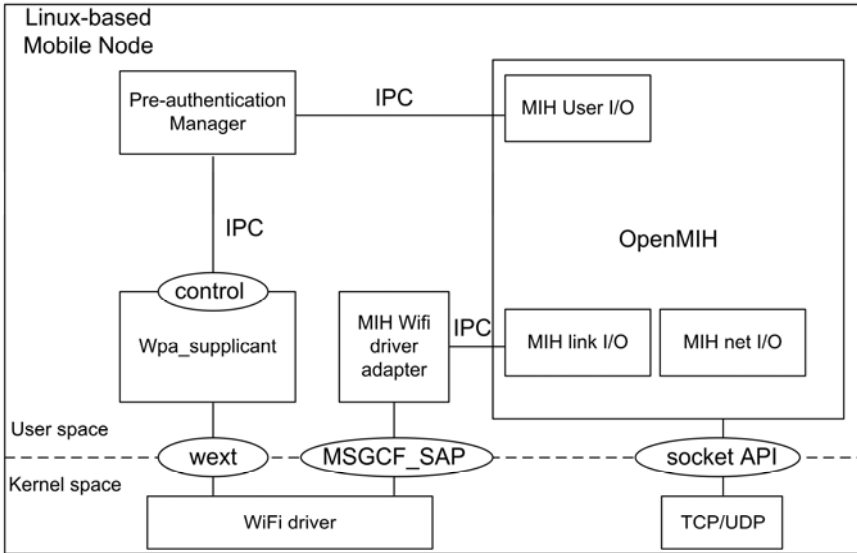 Linux-based
Mobile Node
Pre-authentication
Manager
IPC
MIH User I/O
IPC
OpenMIH
control
Wpa_supplicant
MIH Wifi
driver
adapter
IPC
MIH link I/O
MIH net I/O
User space
wext
MSGCF_SAP
socket API
Kernel space
WiFi driver
TCP/UDP